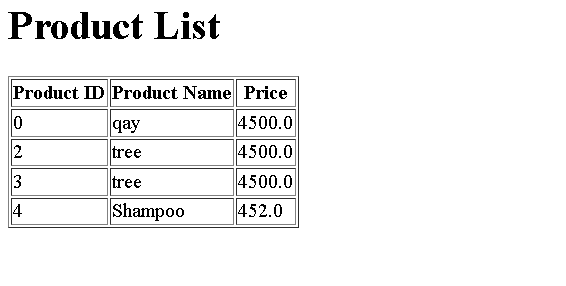 Product List
Product ID Product Name Price
0 qay 4500.0
2 tree 4500.0
3 tree 4500.0
4 Shampoo 452.0